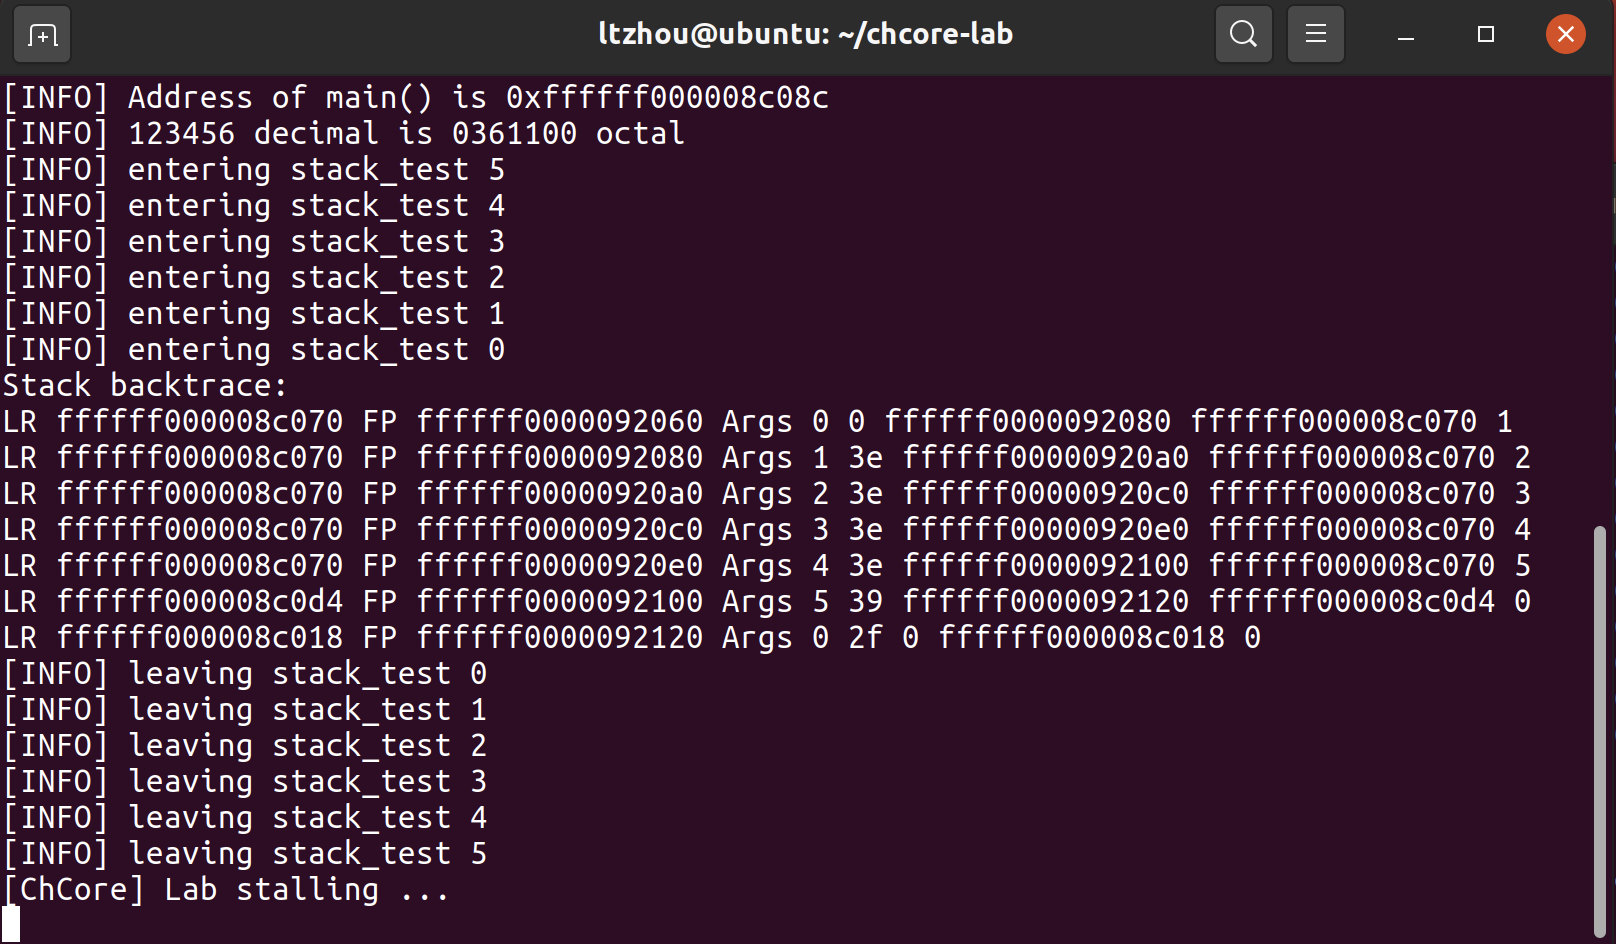 ltzhou@ubuntu: ~/chcore-lab
[INFO] Address of main() is 0xffffff000008c08c
[INFO] 123456 decimal is 0361100 octal
[INFO] entering stack_test 5
[INFO] entering stack_test 4
[INFO] entering stack_test 3
[INFO] entering stack_test 2
[INFO] entering stack_test 1
[INFO] entering stack_test 0
Stack backtrace:
LR ffffff000008c070 FP ffffff0000092060 Args 0 0 ffffff0000092080 ffffff000008c070 1
LR ffffff000008c070 FP ffffff0000092080 Args 1 3e ffffff00000920a0 ffffff000008c070 2
LR ffffff000008c070 FP ffffff00000920a0 Args 2 3e ffffff00000920c0 ffffff000008c070 3
LR ffffff000008c070 FP ffffff00000920c0 Args 3 3e ffffff00000920e0 ffffff000008c070 4
LR ffffff000008c070 FP ffffff00000920e0 Args 4 3e ffffff0000092100 ffffff000008c070 5
LR ffffff000008c0d4 FP ffffff0000092100 Args 5 39 ffffff0000092120 ffffff000008c0d4 0
LR ffffff000008c018 FP ffffff0000092120 Args 0 2f 0 ffffff000008c018 0
[INFO] leaving stack_test 0
[INFO] leaving stack_test 1
[INFO] leaving stack_test 2
[INFO] leaving stack_test 3
[INFO] leaving stack_test 4
[INFO] leaving stack_test 5
[ChCore] Lab stalling ...